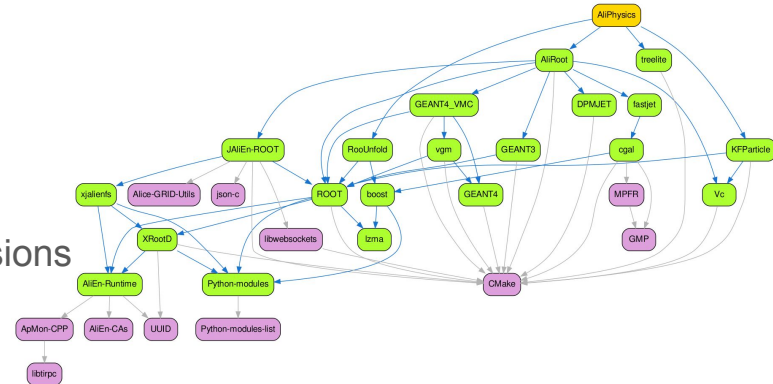 AliPhysics
AliRoot
treelite
GEANT4_VMC
DPMJET
fastjet
JAliEn-ROOT
RooUnfold
vgm
GEANT3
cgal
KFParticle
xjalienfs
Alice-GRID-Utils
json-c
ROOT
boost
GEANT4
MPFR
Vc
XRootD
libwebsockets
lzma
GMP
sions
AliEn-Runtime
Python-modules
CMake
ApMon-CPP
AliEn-CAs
UUID
Python-modules-list
libtirpc